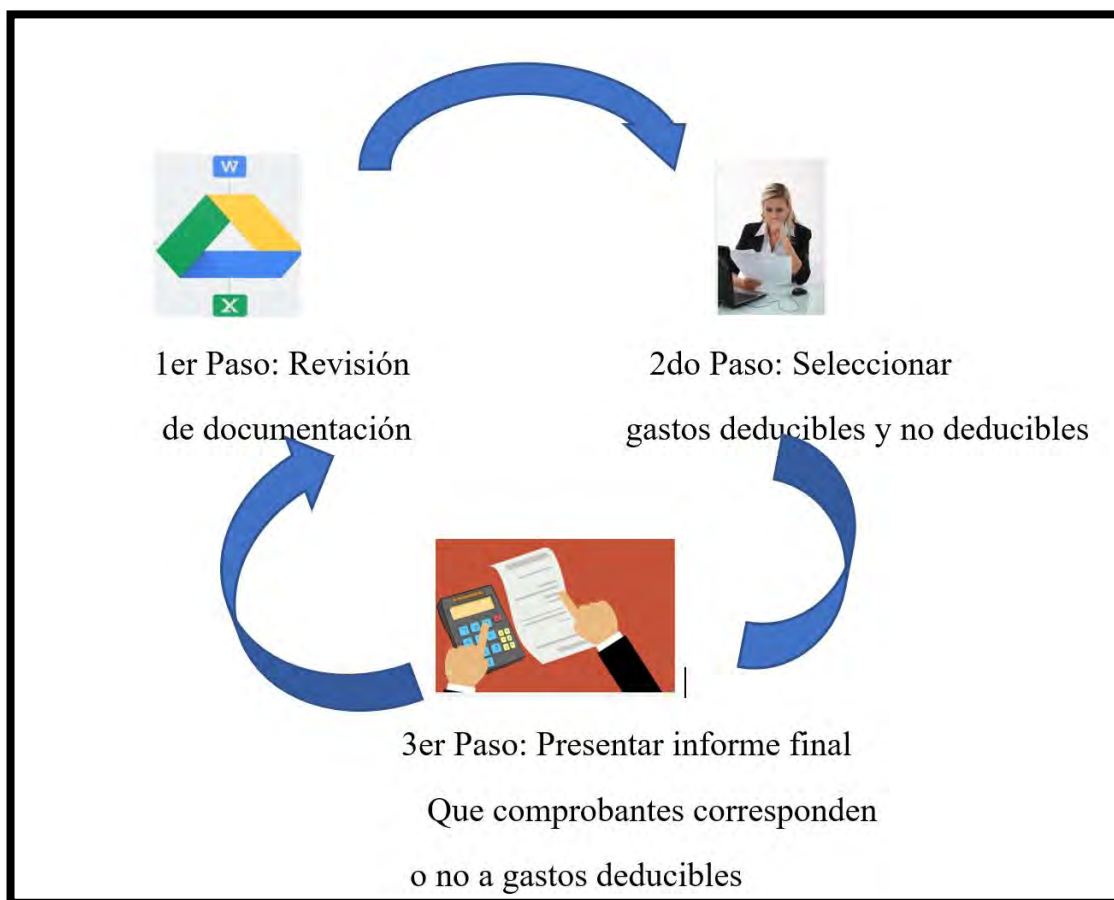 W
X
1er Paso: Revisión
de documentación
2do Paso: Seleccionar
gastos deducibles y no deducibles
3er Paso: Presentar informe final
Que comprobantes corresponden
o no a gastos deducibles